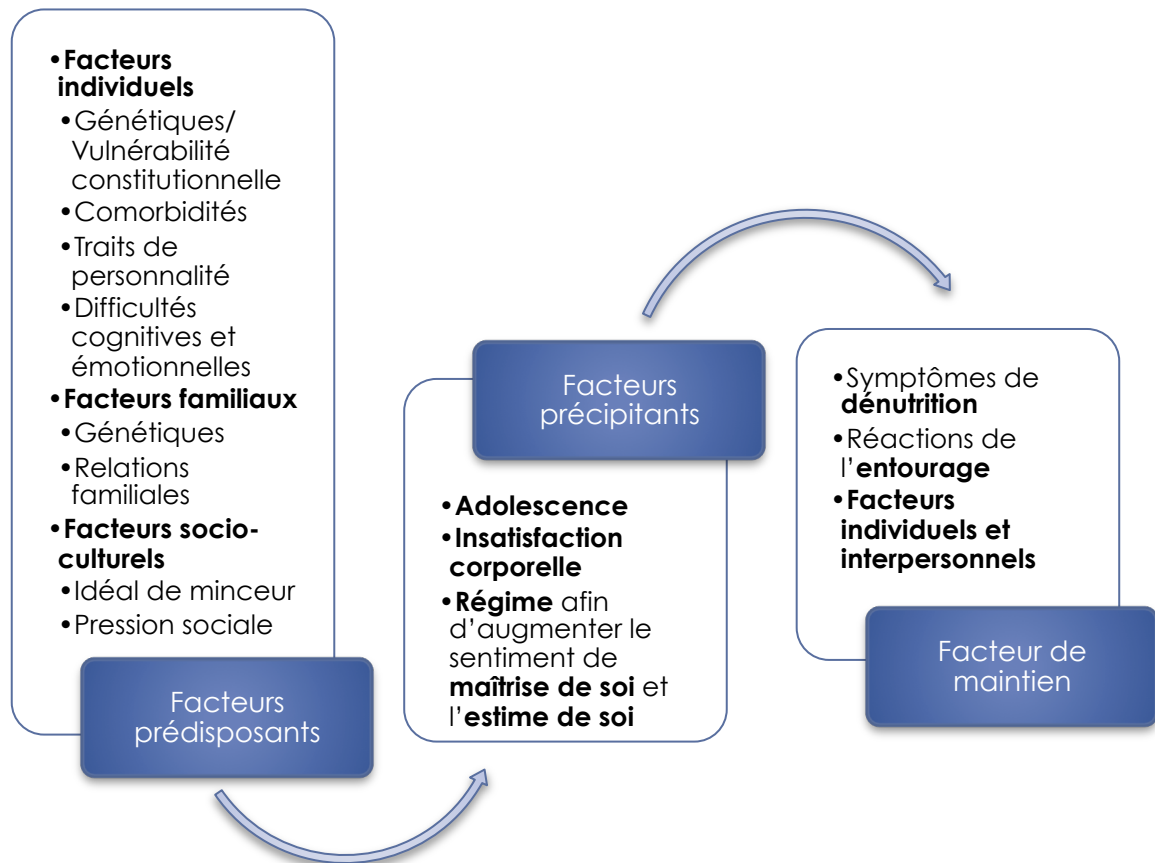 •Facteurs
individuels
•Génétiques/
Vulnérabilité
constitutionnelle
•Comorbidités
•Traits de
personnalité
•Difficultés
cognitives et
émotionnelles
•Facteurs familiaux
•Génétiques
•Relations
familiales
•Facteurs socio-
culturels
•Idéal de minceur
•Pression sociale
Facteurs
prédisposants
Facteurs
précipitants
•Adolescence
•Insatisfaction
corporelle
•Régime afin
d'augmenter le
sentiment de
maîtrise de soi et
l'estime de soi
•Symptômes de
dénutrition
•Réactions de
l'entourage
•Facteurs
individuels et
interpersonnels
Facteur de
maintien